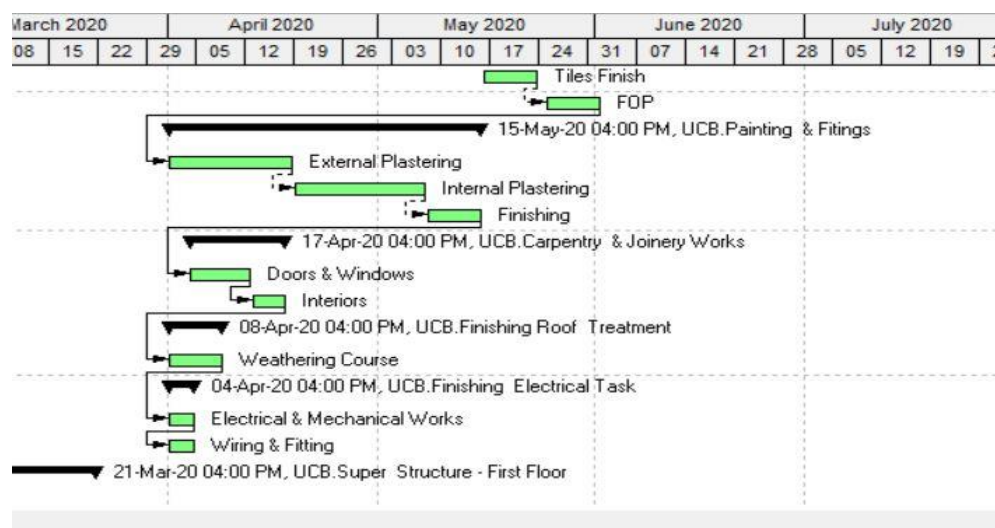 March 2020 April 2020 May 2020 June 2020 July 2020
08 15 22 29 05 12 19 26 03 10 17 24 31 07 14 21 28 05 12 19
Tiles Finish
FOP
15-May-20 04:00 PM, UCB.Painting & Fitings
External Plastering
Internal Plastering
Finishing
17-Apr-20 04:00 PM, UCB.Carpentry & Joinery Works
Doors & Windows
Interiors
08-Apr-20 04:00 PM, UCB.Finishing Roof Treatment
Weathering Course
04-Apr-20 04:00 PM, UCB.Finishing Electrical Task
Electrical & Mechanical Works
Wiring & Fitting
21-Mar-20 04:00 PM, UCB.Super Structure - First Floor